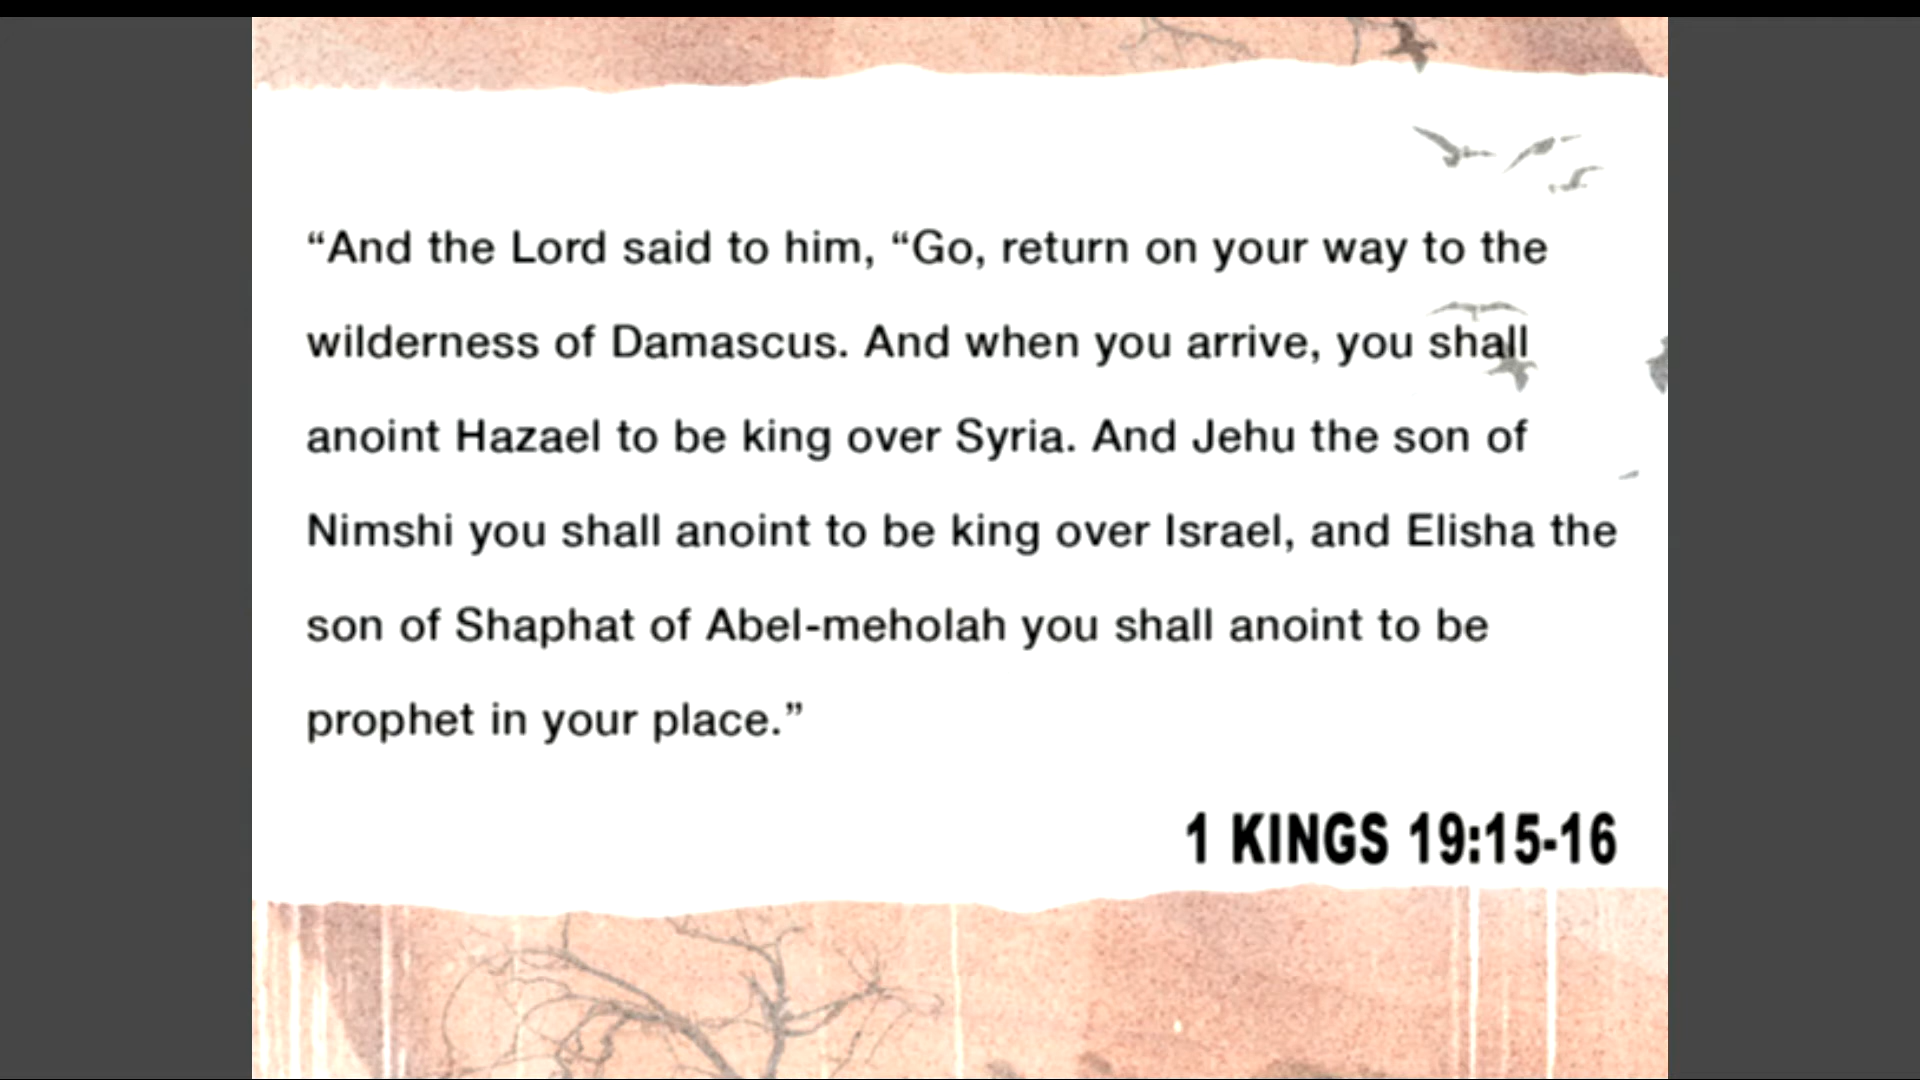 “And the Lord said to him, “Go, return on your way to the
wilderness of Damascus. And when you arrive, you shall
anoint Hazael to be king over Syria. And Jehu the son of
Nimshi you shall anoint to be king over Israel, and Elisha the
son of Shaphat of Abel-meholah you shall anoint to be
prophet in your place.”
1 KINGS 19:15-16